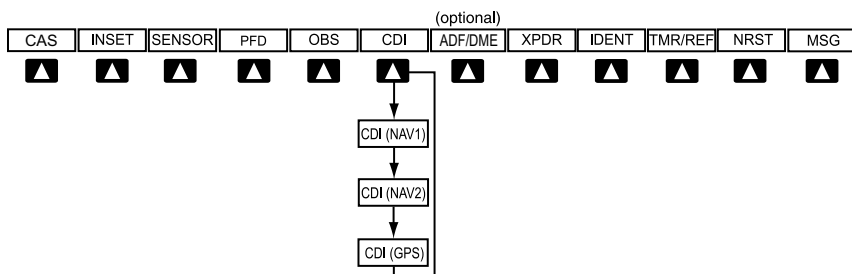 (optional)
CAS INSET SENSOR PFD OBS CDI ADF/DME XPDR IDENT TMR/REF NRST MSG
CDI (NAV1)
CDI (NAV2)
CDI (GPS)